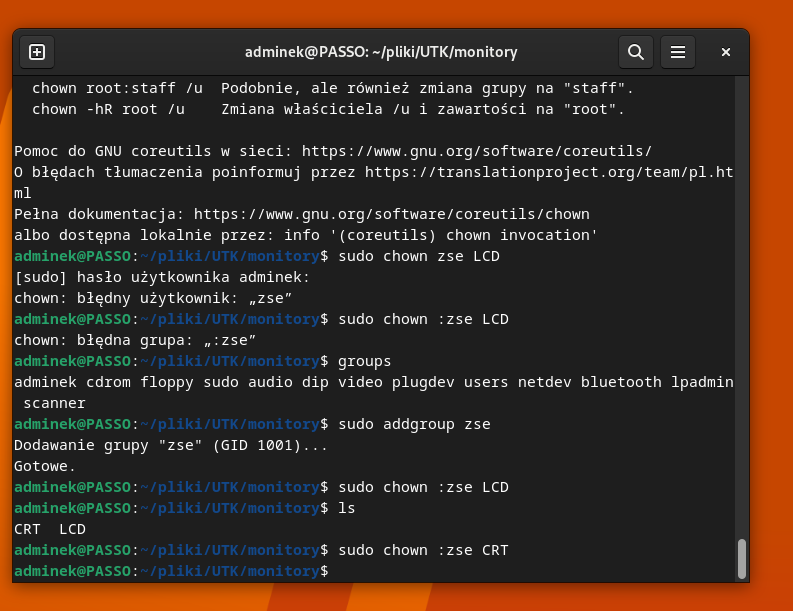 adminek@PASSO: ~/pliki/UTK/monitory
chown root:staff /u  Podobnie, ale również zmiana grupy na "staff".
chown -hR root /u    Zmiana właściciela /u i zawartości na "root".
Pomoc do GNU coreutils w sieci: https://www.gnu.org/software/coreutils/
O błędach tłumaczenia poinformuj przez https://translationproject.org/team/pl.ht
ml
Pełna dokumentacja: https://www.gnu.org/software/coreutils/chown
albo dostępna lokalnie przez: info '(coreutils) chown invocation'
adminek@PASSO:~/pliki/UTK/monitory$ sudo chown zse LCD
[sudo] hasło użytkownika adminek:
chown: błędny użytkownik: „zse”
adminek@PASSO:~/pliki/UTK/monitory$ sudo chown :zse LCD
chown: błędna grupa: „:zse”
adminek@PASSO:~/pliki/UTK/monitory$ groups
adminek cdrom floppy sudo audio dip video plugdev users netdev bluetooth lpadmin
scanner
adminek@PASSO:~/pliki/UTK/monitory$ sudo addgroup zse
Dodawanie grupy "zse" (GID 1001)...
Gotowe.
adminek@PASSO:~/pliki/UTK/monitory$ sudo chown :zse LCD
adminek@PASSO:~/pliki/UTK/monitory$ ls
CRT  LCD
adminek@PASSO:~/pliki/UTK/monitory$ sudo chown :zse CRT
adminek@PASSO:~/pliki/UTK/monitory$